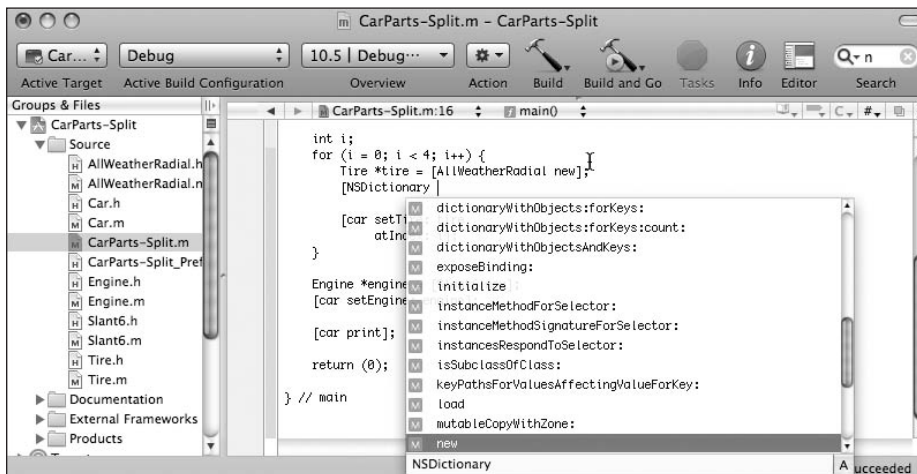 CarParts-Split.m – CarParts-Split
Car... Debug 10.5 | Debug... n
Active Target Active Build Configuration Overview Action Build Build and Go Tasks Info Editor Search
Groups & Files
CarParts-Split.m:16 main()
CarParts-Split
Source
AllWeatherRadial.h
AllWeatherRadial.m
Car.h
Car.m
CarParts-Split.m
CarParts-Split_Pref
Engine.h
Engine.m
Slant6.h
Slant6.m
Tire.h
Tire.m
Documentation
External Frameworks
Products
int i;
for (i = 0; i < 4; i++) {
Tire *tire = [AllWeatherRadial new];
[NSDictionary
[car setTi
atInd
}
Engine *engine
[car setEngine
[car print];
return (0);
} // main
dictionaryWithObjects:forKeys:
dictionaryWithObjects:forKeys:count:
dictionaryWithObjectsAndKeys:
exposeBinding:
initialize
instanceMethodForSelector:
instanceMethodSignatureForSelector:
instancesRespondToSelector:
isSubclassOfClass:
keyPathsForValuesAffectingValueForKey:
load
mutableCopyWithZone:
new
NSDictionary A
ucceeded